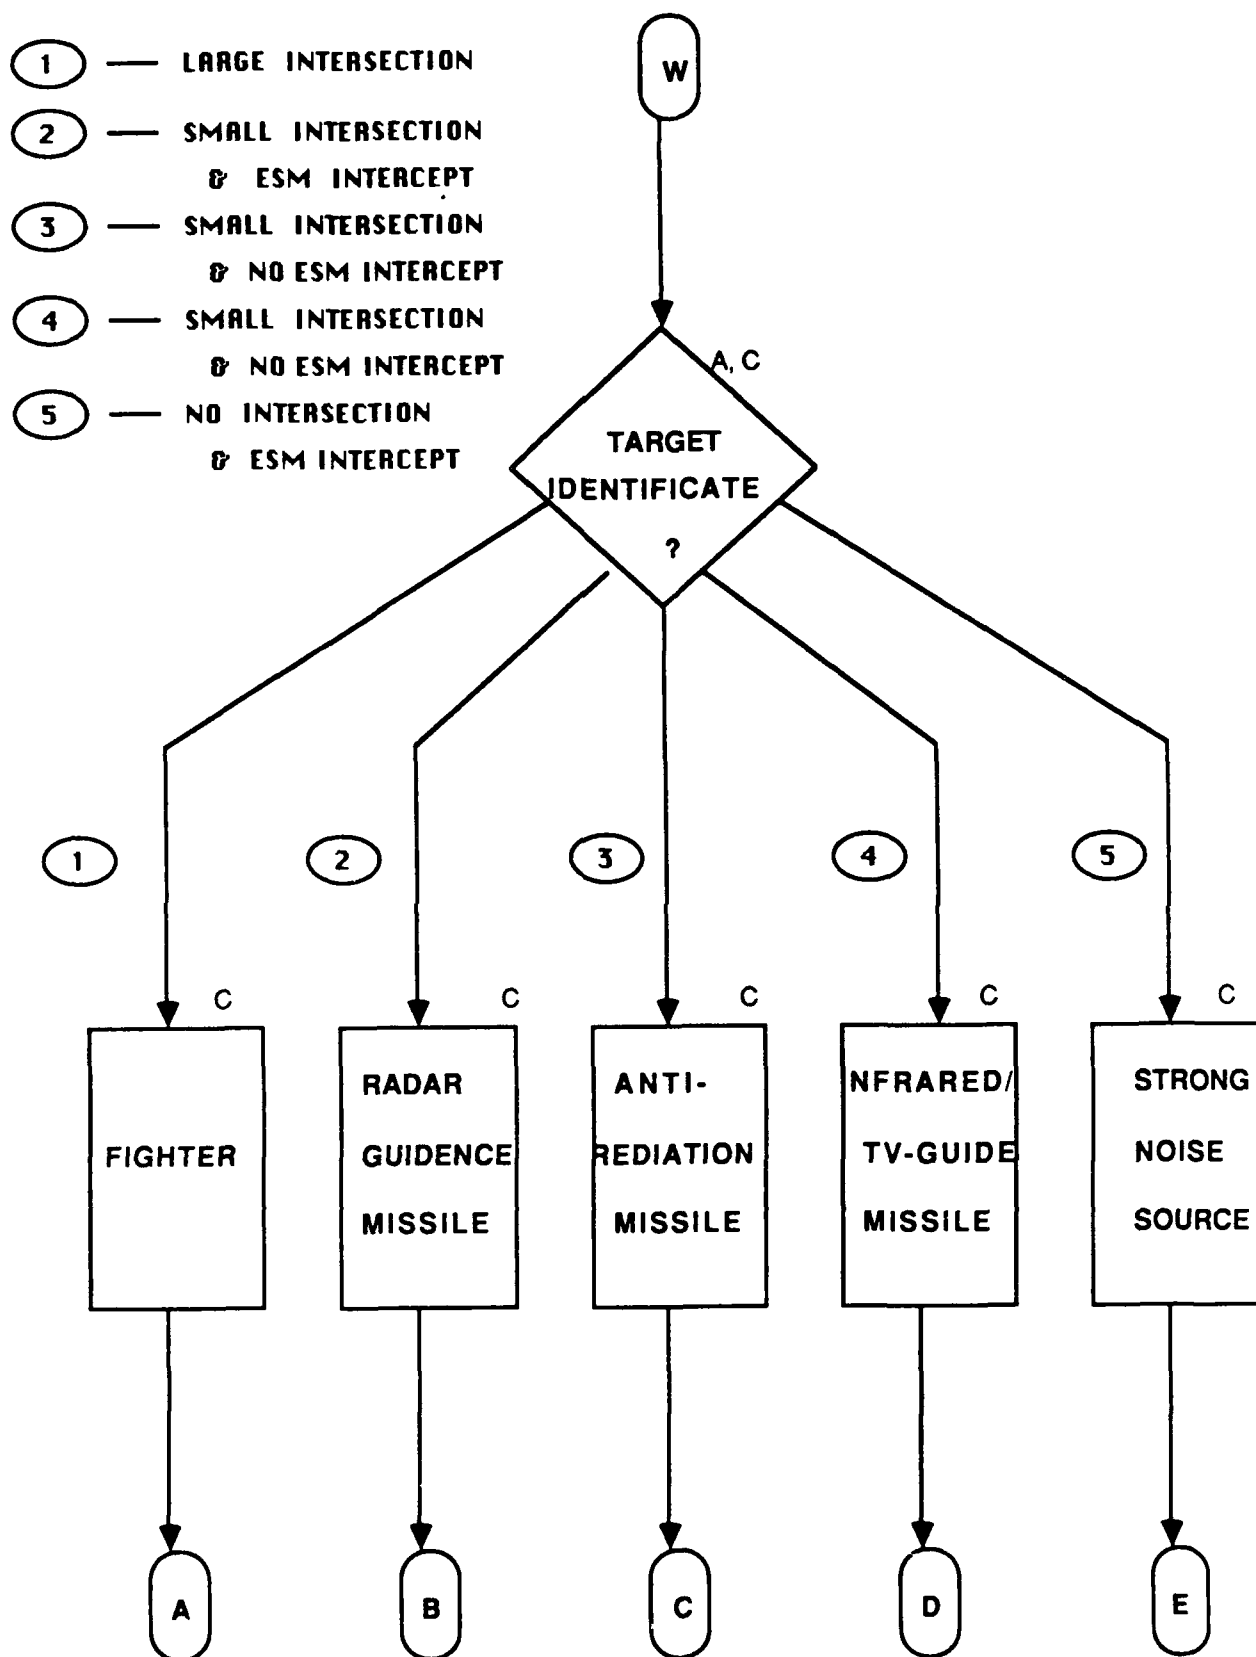 1 — LARGE INTERSECTION
2 — SMALL INTERSECTION
& ESM INTERCEPT
3 — SMALL INTERSECTION
& NO ESM INTERCEPT
4 — SMALL INTERSECTION
& NO ESM INTERCEPT
5 — NO INTERSECTION
& ESM INTERCEPT
W
A, C
TARGET
IDENTIFICATE
?
1
2
3
4
5
C
C
C
C
C
FIGHTER
RADAR
GUIDENCE
MISSILE
ANTI-
REDIATION
MISSILE
NFRARED/
TV-GUIDE
MISSILE
STRONG
NOISE
SOURCE
A
B
C
D
E